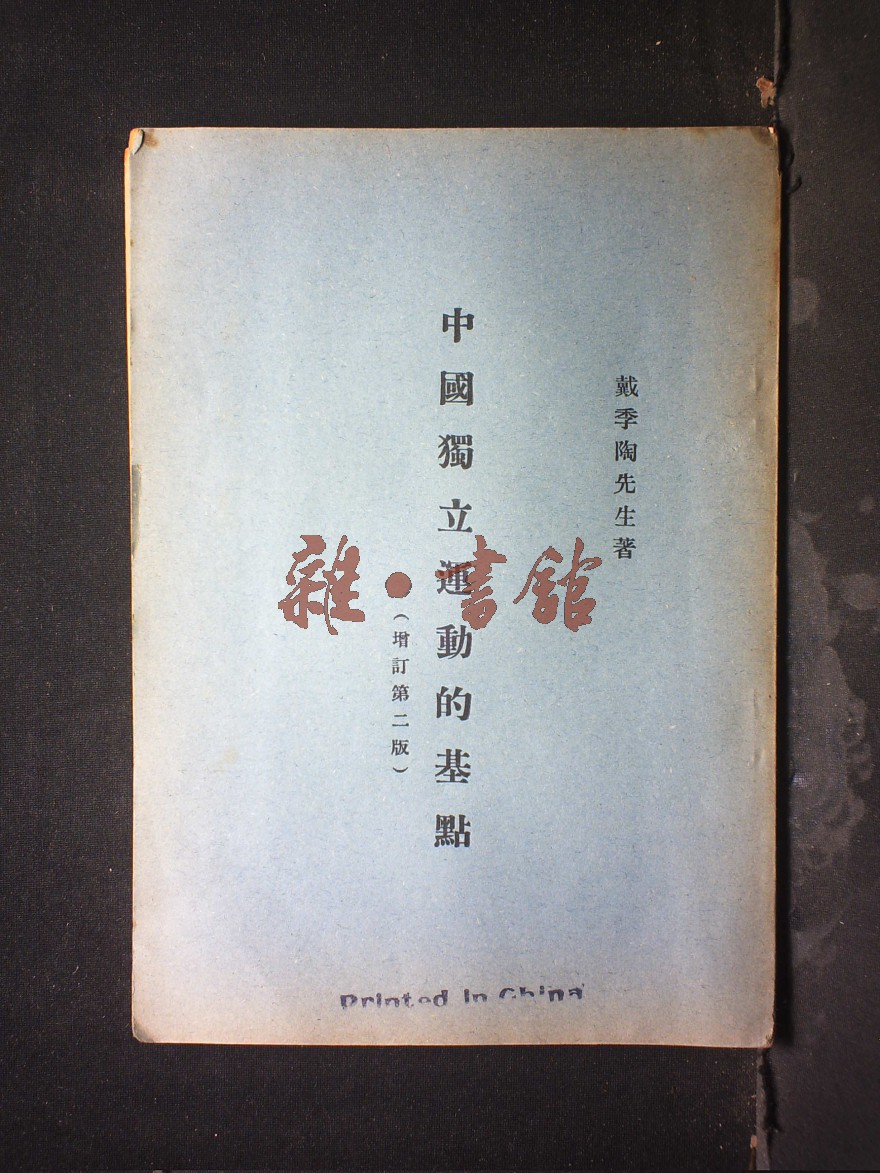 戴季陶先生著
中國獨立運動的基點
（增訂第二版）
雜·書館
Printed in China